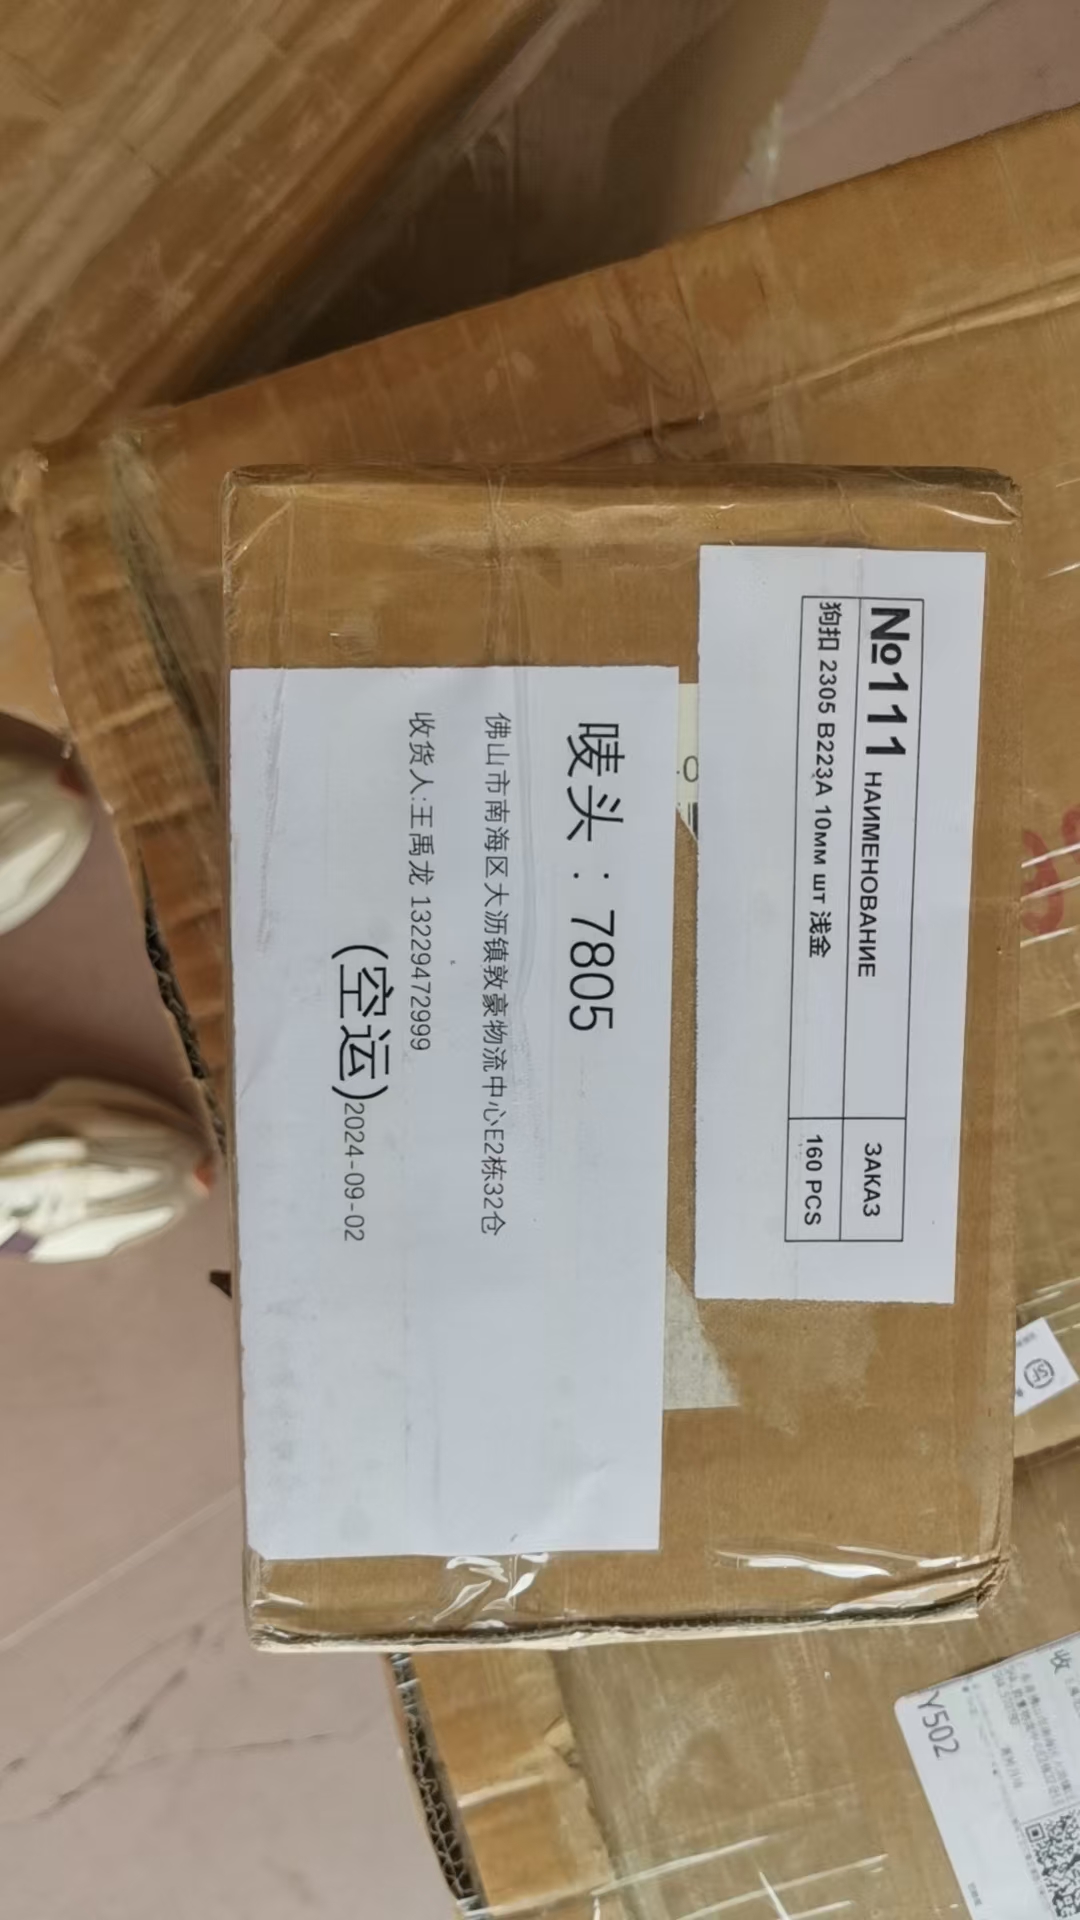 №111 НАИМЕНОВАНИЕ
ЗАКАЗ
狗扣 2305 B223A 10мм шт 浅金
160 PCS
唛头：7805
佛山市南海区大沥镇敦豪物流中心E2栋32仓
收货人:王禹龙 13229472999
(空运)2024-09-02
收
Y502